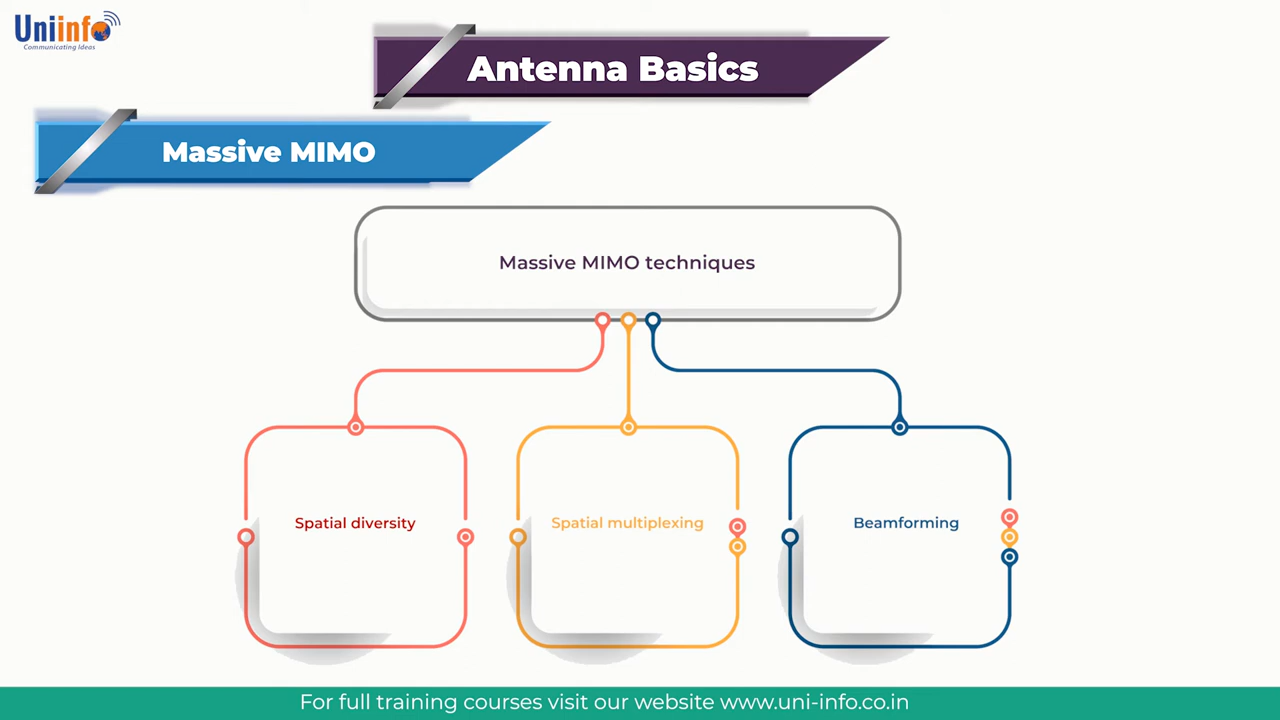 Uniinfo
Communicating Ideas
Antenna Basics
Massive MIMO
Massive MIMO techniques
Spatial diversity
Spatial multiplexing
Beamforming
For full training courses visit our website www.uni-info.co.in